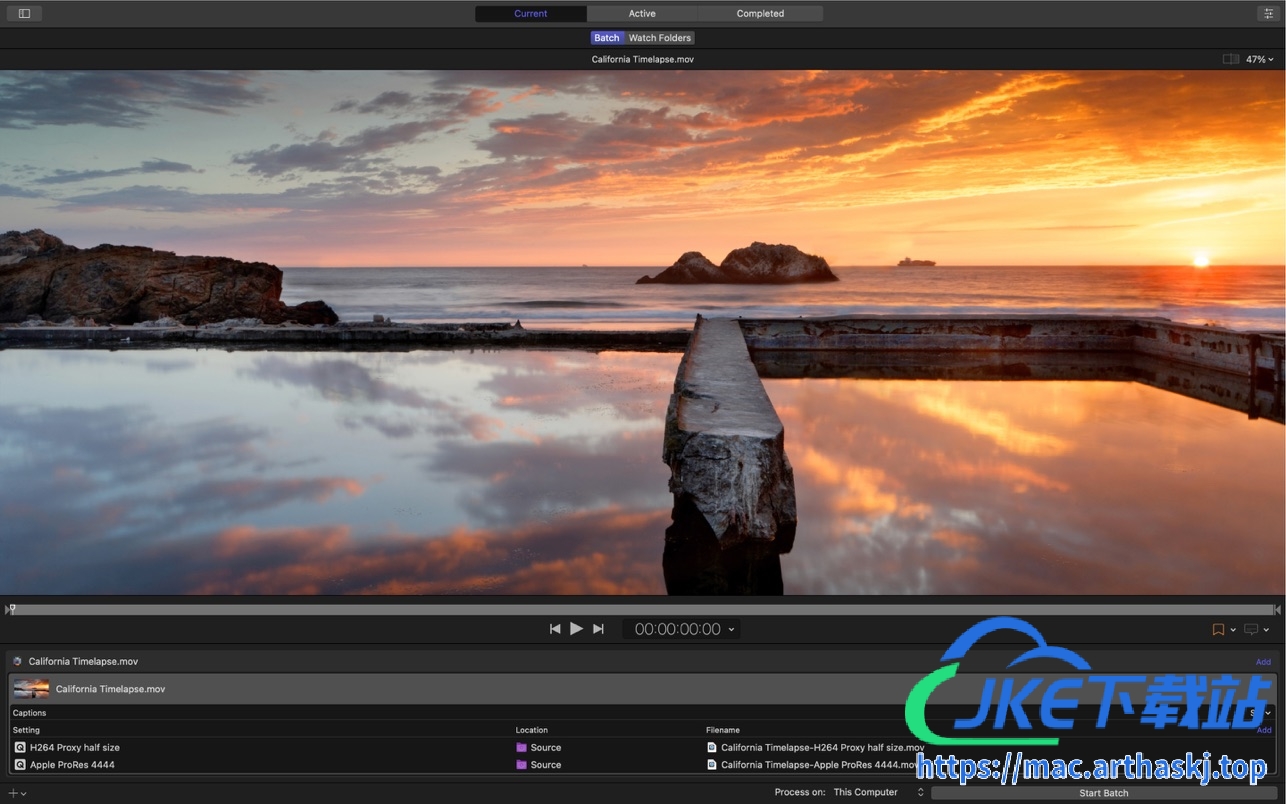 Current Active Completed
Batch Watch Folders
California Timelapse.mov 47%
00:00:00:00
California Timelapse.mov Add
California Timelapse.mov
Captions
Setting Location Filename Add
H264 Proxy half size Source California Timelapse-H264 Proxy half size.mov
Apple ProRes 4444 Source California Timelapse-Apple ProRes 4444.mov
JKE下载站
https://mac.arthaskj.top
Process on: This Computer Start Batch